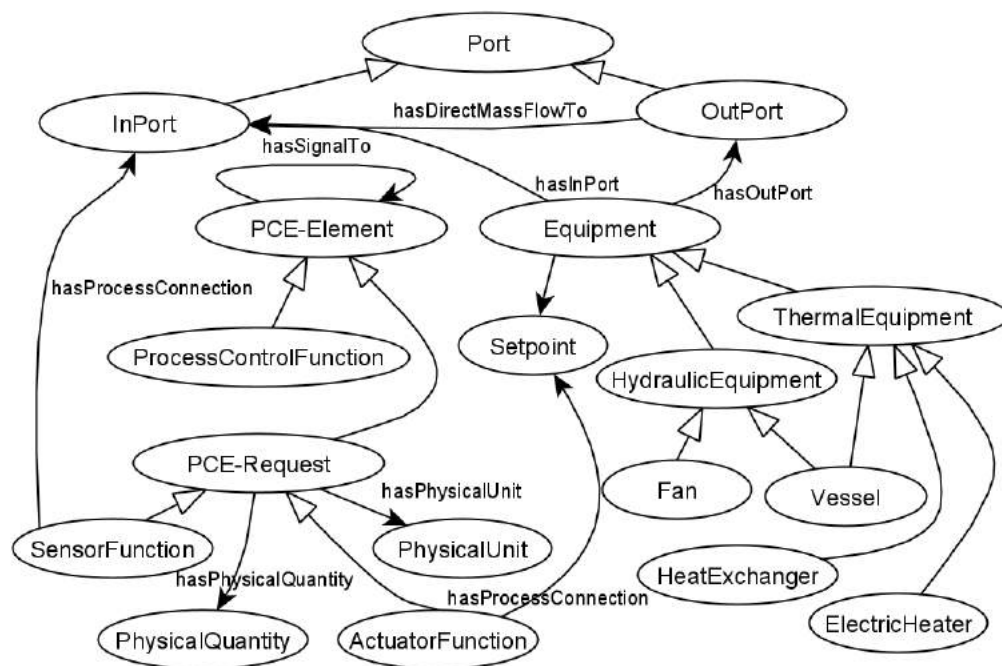 Port
InPort
hasDirectMassFlowTo
OutPort
hasSignalTo
hasInPort
hasOutPort
PCE-Element
Equipment
hasProcessConnection
ThermalEquipment
ProcessControlFunction
Setpoint
HydraulicEquipment
PCE-Request
hasPhysicalUnit
Fan
Vessel
SensorFunction
PhysicalUnit
hasPhysicalQuantity
HeatExchanger
hasProcessConnection
PhysicalQuantity
ActuatorFunction
ElectricHeater